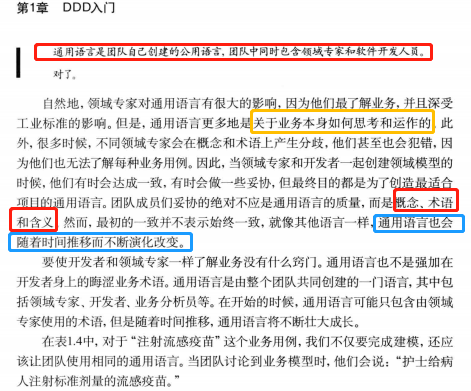 第1章 DDD入门
通用语言是团队自己创建的公用语言，团队中同时包含领域专家和软件开发人员。
对了。
自然地，领域专家对通用语言有很大的影响，因为他们最了解业务，并且深受
工业标准的影响。但是，通用语言更多地是关于业务本身如何思考和运作的。此
外，很多时候，不同领域专家会在概念和术语上产生分歧，他们甚至也会犯错，因
为他们也无法了解每种业务用例。因此，当领域专家和开发者一起创建领域模型的
时候，他们有时会达成一致，有时会做一些妥协，但最终目的都是为了创造最适合
项目的通用语言。团队成员们妥协的绝对不应是通用语言的质量，而是概念、术语
和含义。然而，最初的一致并不表示始终一致，就像其他语言一样，通用语言也会
随着时间推移而不断演化改变。
要使开发者和领域专家一样了解业务没有什么窍门。通用语言也不是强加在
开发者身上的晦涩业务术语。通用语言是由整个团队共同创建的一门语言，其中包
括领域专家、开发者、业务分析员等。在开始的时候，通用语言可能只包含由领域
专家使用的术语，但是随着时间推移，通用语言将不断壮大成长。
在表1.4中，对于“注射流感疫苗”这个业务用例，我们不仅要完成建模，还应
该让团队使用相同的通用语言。当团队讨论到业务模型时，他们会说：“护士给病
人注射标准剂量的流感疫苗。”